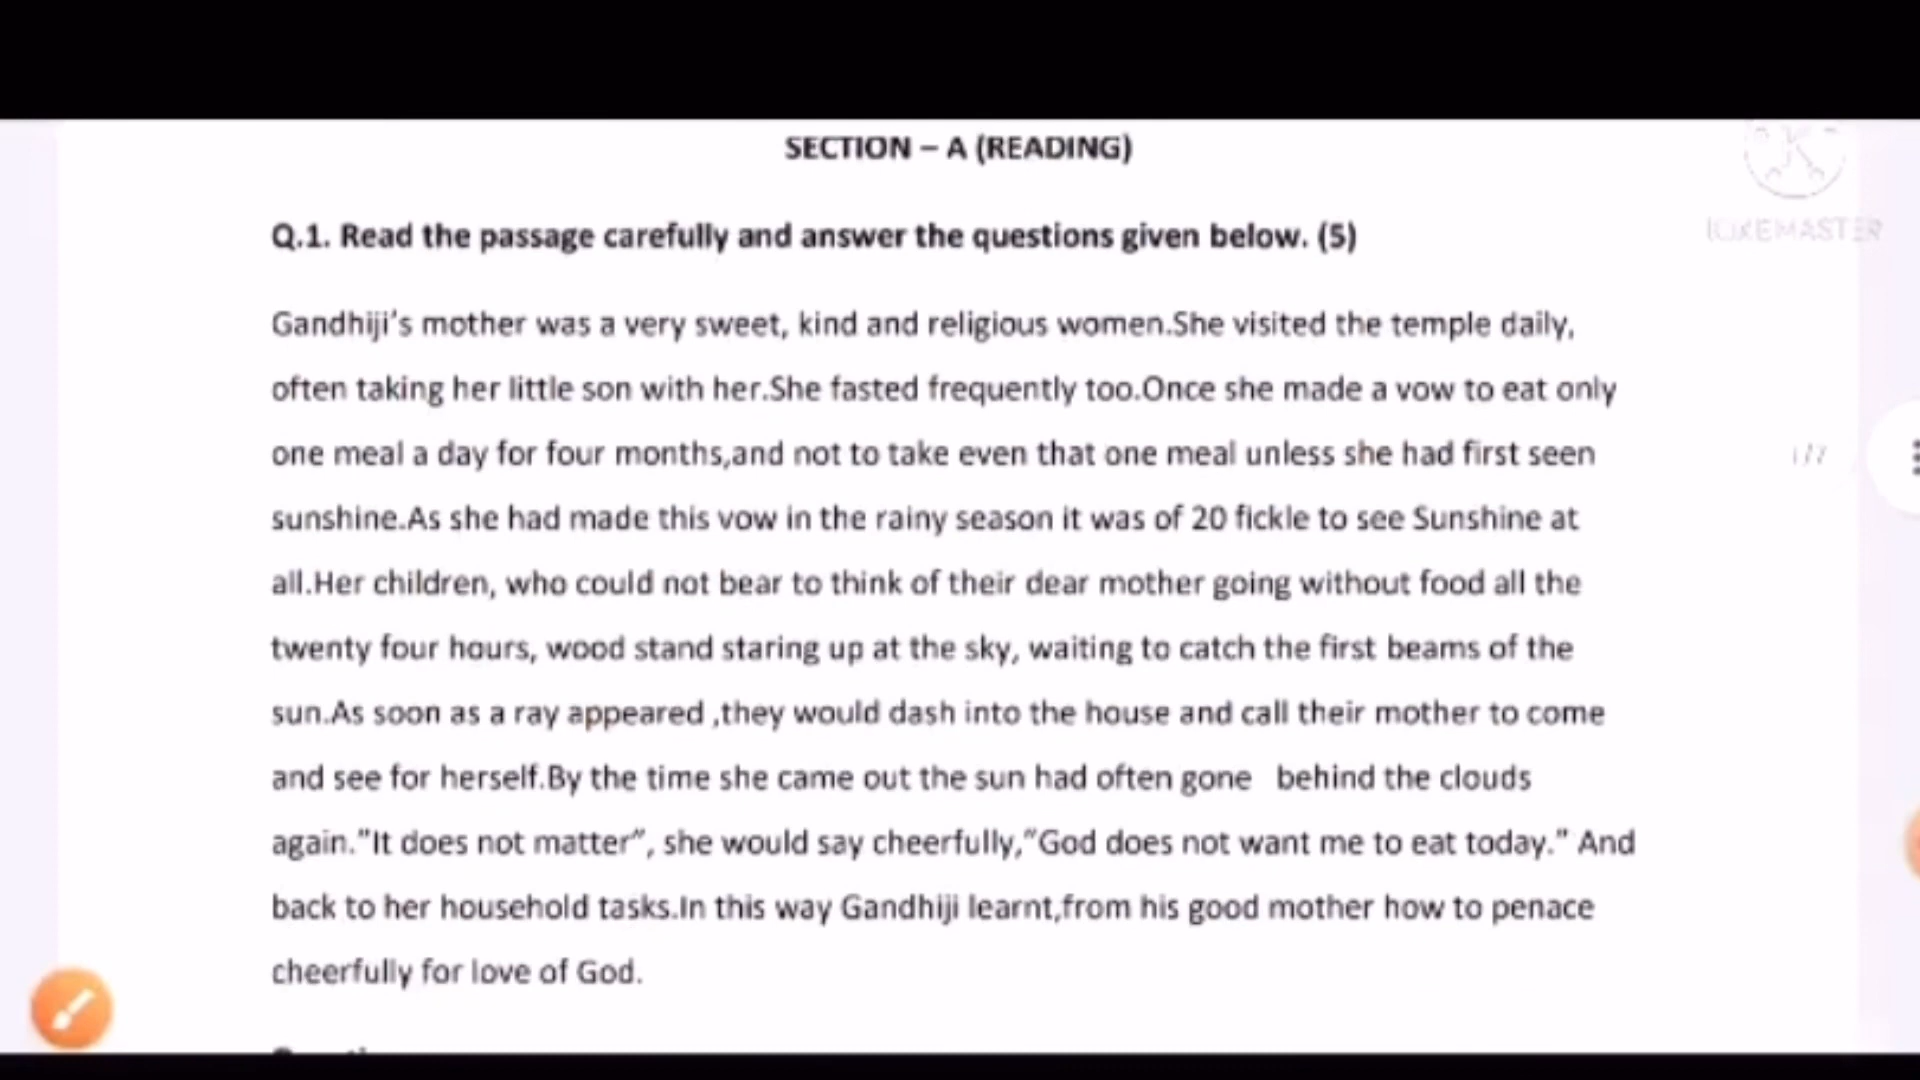 SECTION – A (READING)
KINEMASTER
Q.1. Read the passage carefully and answer the questions given below. (5)
Gandhiji's mother was a very sweet, kind and religious women.She visited the temple daily,
often taking her little son with her.She fasted frequently too.Once she made a vow to eat only
one meal a day for four months,and not to take even that one meal unless she had first seen
1/7
sunshine.As she had made this vow in the rainy season it was of 20 fickle to see Sunshine at
all.Her children, who could not bear to think of their dear mother going without food all the
twenty four hours, wood stand staring up at the sky, waiting to catch the first beams of the
sun.As soon as a ray appeared ,they would dash into the house and call their mother to come
and see for herself.By the time she came out the sun had often gone behind the clouds
again."It does not matter”, she would say cheerfully,”God does not want me to eat today." And
back to her household tasks.In this way Gandhiji learnt,from his good mother how to penace
cheerfully for love of God.